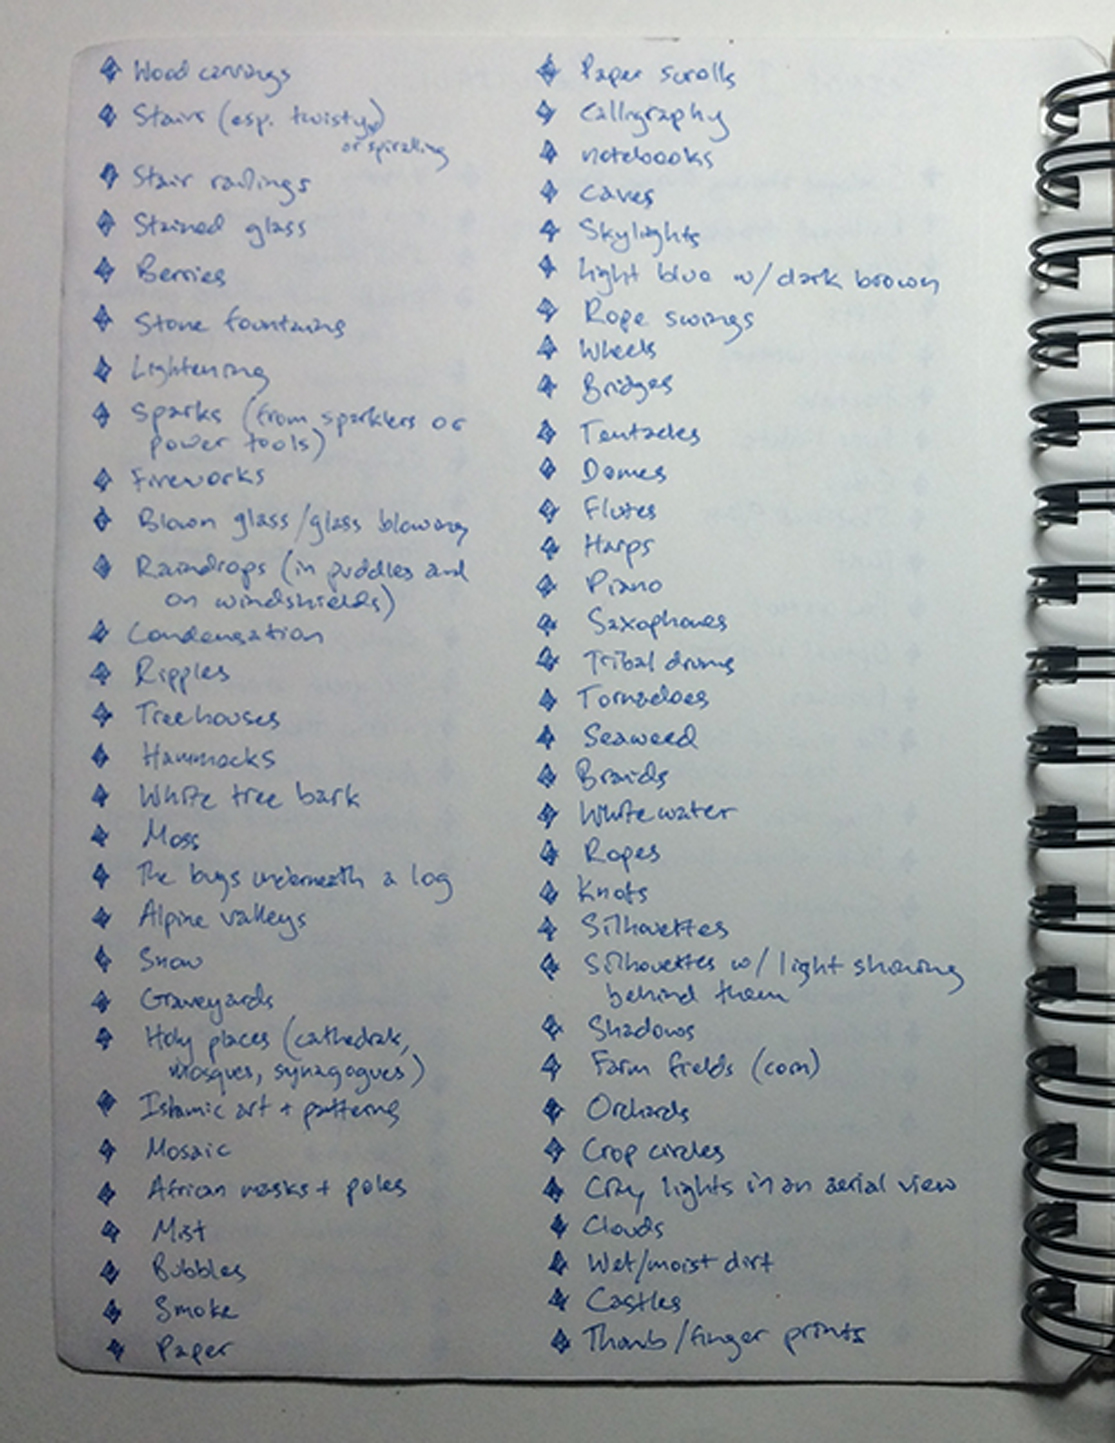 Wood carvings
Stairs (esp. twisty
or spiralling)
Stair railings
Stained glass
Berries
Stone fountains
Lightening
Sparks (from sparklers or
power tools)
Fireworks
Blown glass/glass blowing
Raindrops (in puddles and
on windshields)
Condensation
Ripples
Treehouses
Hammocks
White tree bark
Moss
The bugs underneath a log
Alpine valleys
Snow
Graveyards
Holy places (cathedrals,
mosques, synagogues)
Islamic art + patterns
Mosaic
African masks + poles
Mist
Bubbles
Smoke
Paper
Paper scrolls
Calligraphy
notebooks
Caves
Skylights
Light blue w/dark brown
Rope swings
Wheels
Bridges
Tentacles
Domes
Flutes
Harps
Piano
Saxophones
Tribal drums
Tornadoes
Seaweed
Braids
Whitewater
Ropes
Knots
Silhouettes
Silhouettes w/ light showing
behind them
Shadows
Farm fields (corn)
Orchards
Crop circles
City lights in an aerial view
Clouds
Wet/moist dirt
Castles
Thumb/finger prints